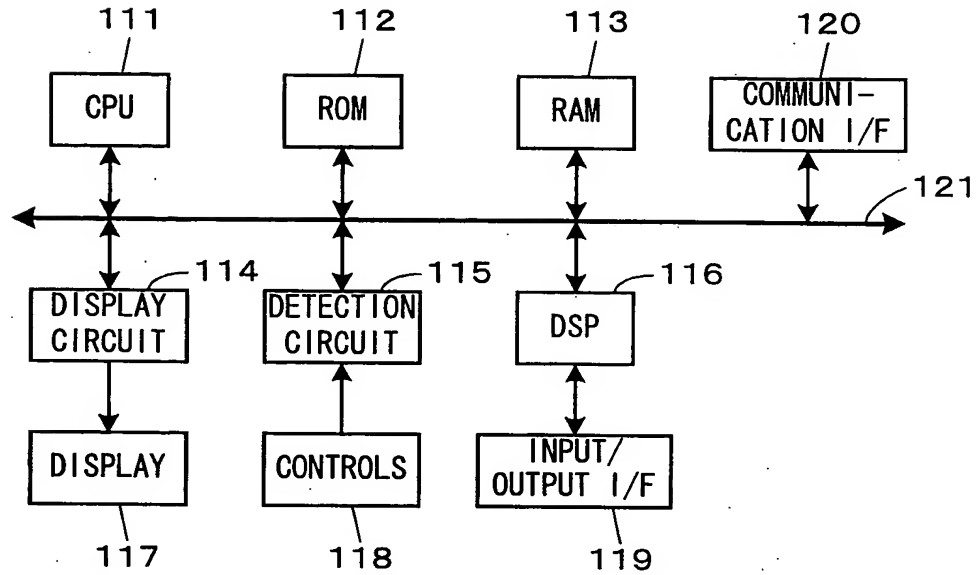 111
112
113
120
CPU
ROM
RAM
COMMUNI-
CATION I/F
121
114
115
116
DISPLAY
CIRCUIT
DETECTION
CIRCUIT
DSP
DISPLAY
CONTROLS
INPUT/
OUTPUT I/F
117
118
119